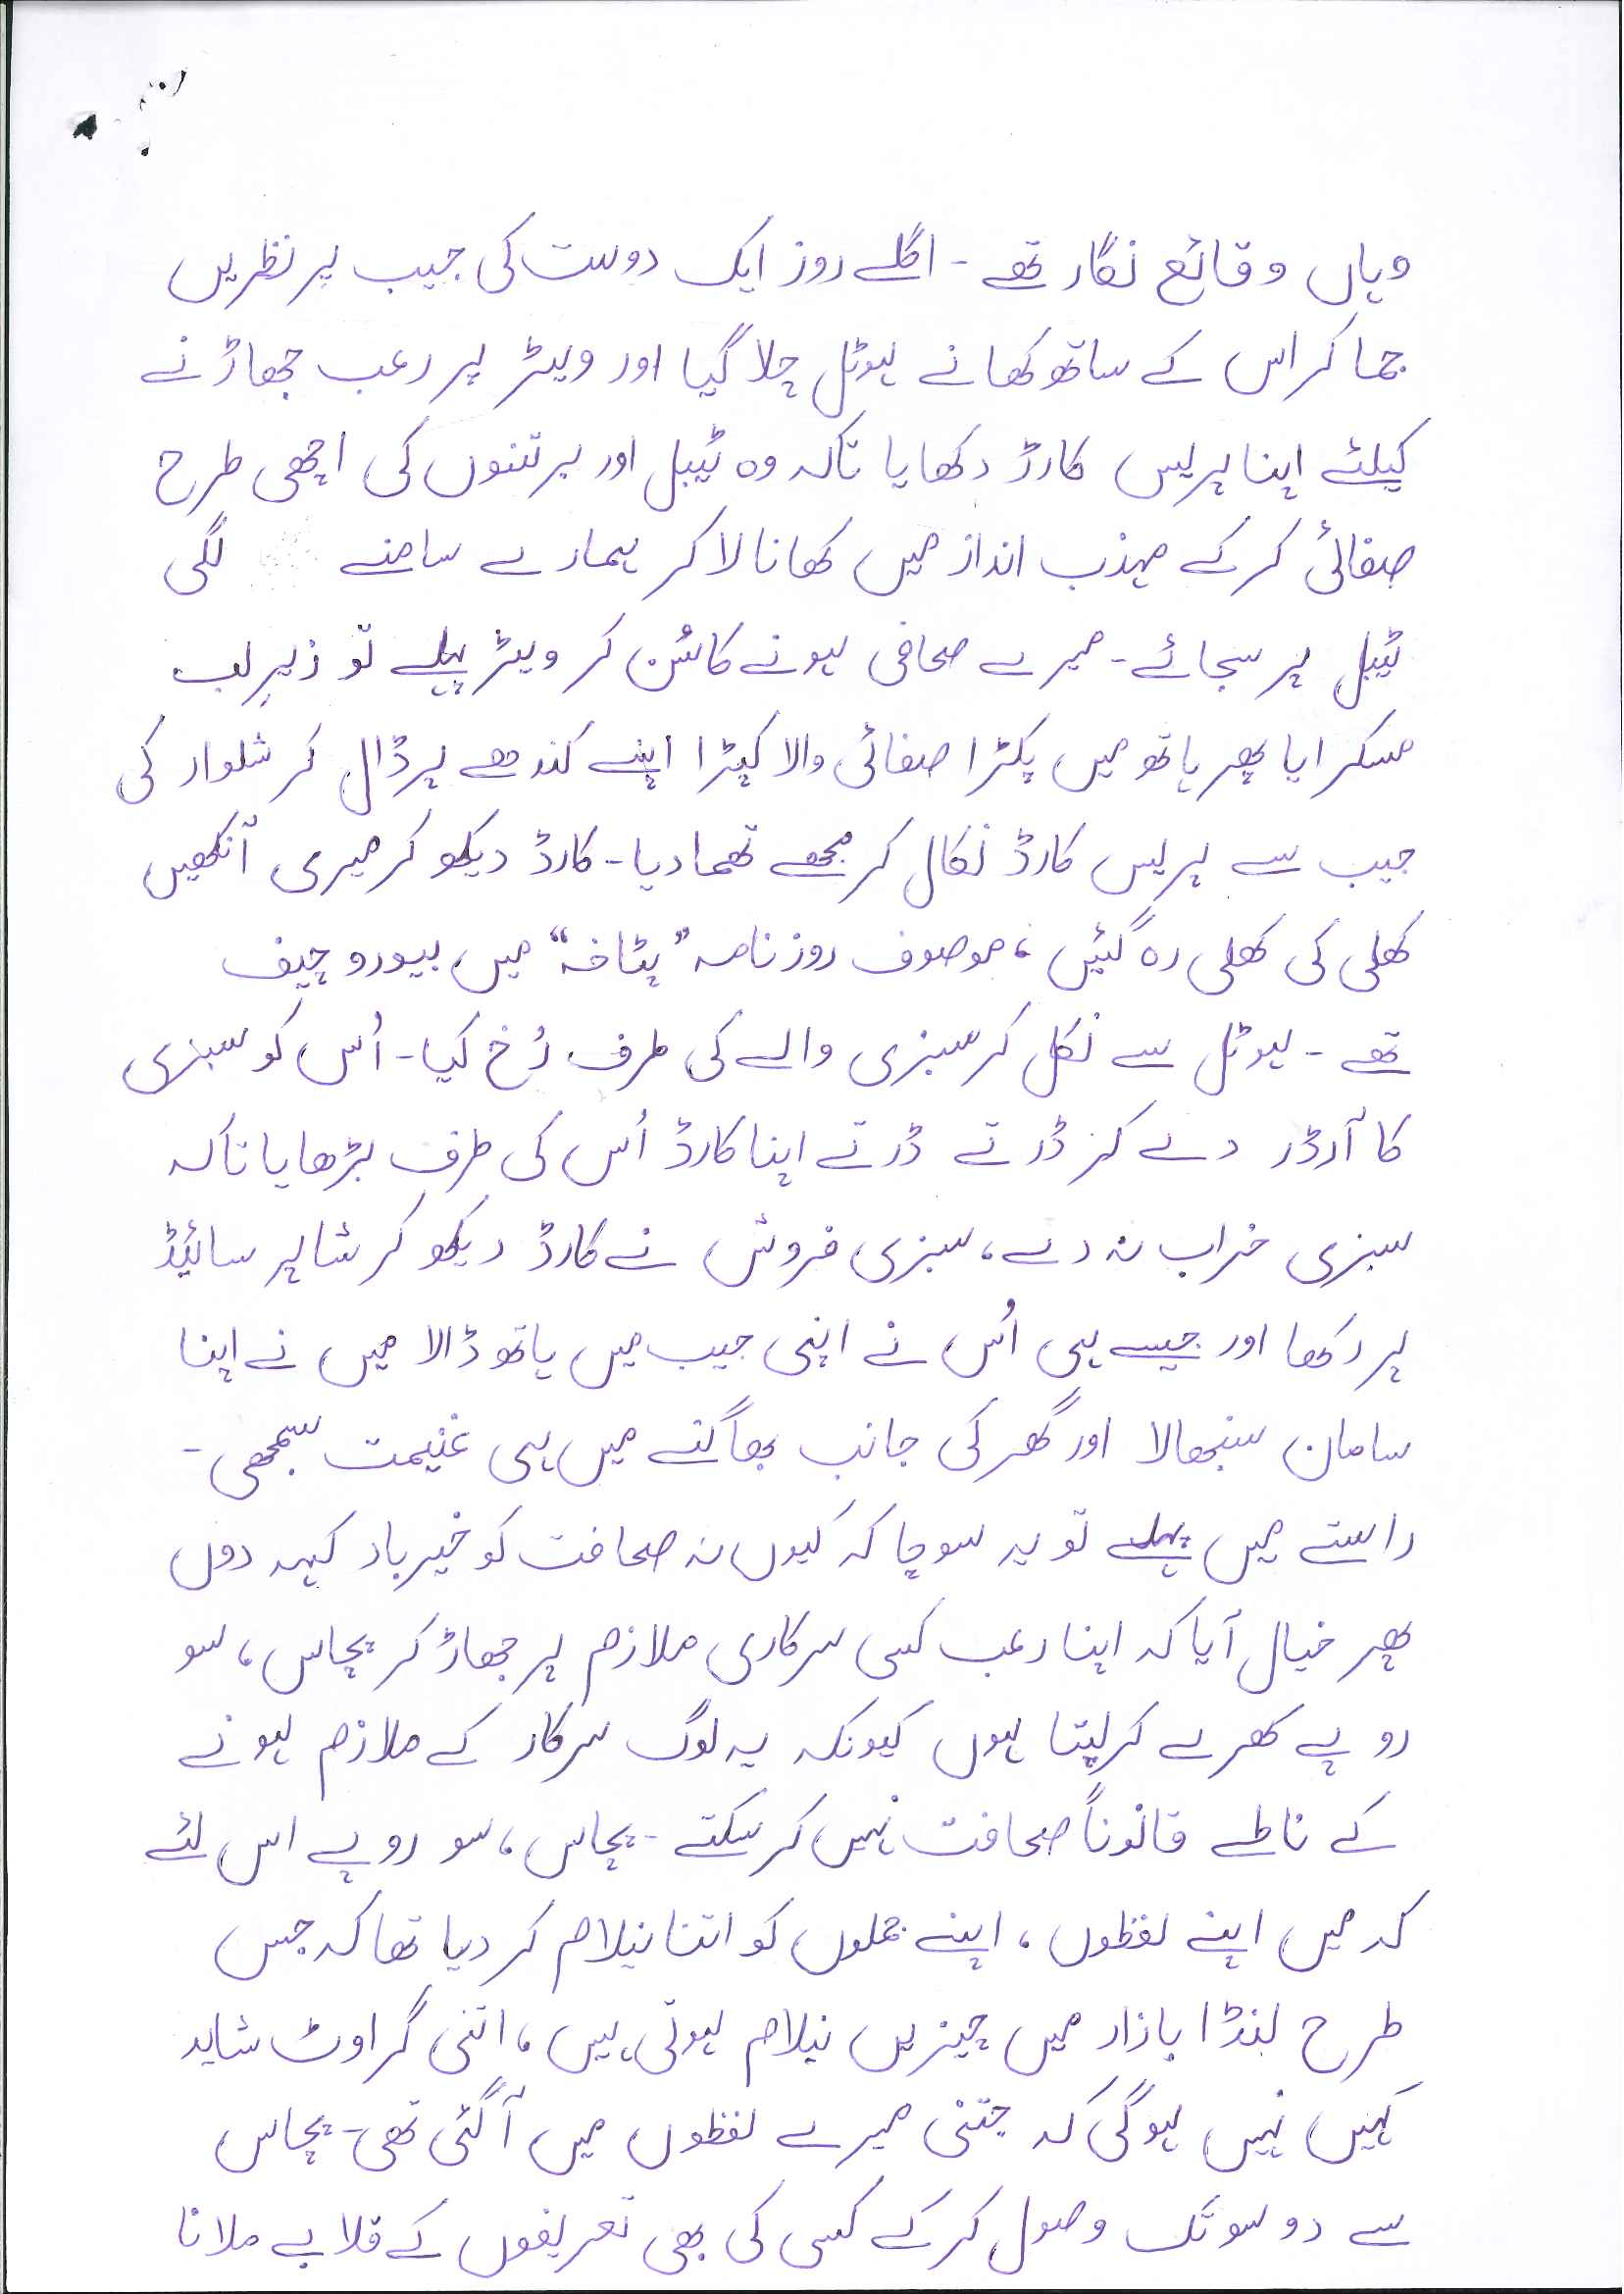 وہاں وقائع نگار تھے - اگلے روز ایک دوست کی جیب پر نظریں
جما کر اس کے ساتھ کھانے ہوٹل چلا گیا اور ویٹر پر رعب جھاڑنے
کیلئے اپنا پریس کارڈ دکھایا تاکہ وہ ٹیبل اور برتنوں کی اچھی طرح
صفائی کر کے مہذب انداز میں کھانا لا کر ہمارے سامنے لگی
ٹیبل پر سجائے - میرے صحافی ہونے کا سُن کر ویٹر پہلے تو زیرِ لب
مسکرایا پھر ہاتھ میں پکڑا صفائی والا کپڑا اپنے کندھے پر ڈال کر شلوار کی
جیب سے پریس کارڈ نکال کر مجھے تھما دیا - کارڈ دیکھ کر میری آنکھیں
کھلی کی کھلی رہ گئیں ، موصوف روزنامہ "پٹاخہ" میں بیورو چیف
تھے - ہوٹل سے نکل کر سبزی والے کی طرف رُخ کیا - اُس کو سبزی
کا آرڈر دے کر ڈرتے ڈرتے اپنا کارڈ اُس کی طرف بڑھایا تاکہ
سبزی خراب نہ دے، سبزی فروش نے کارڈ دیکھ کر شاپر سائیڈ
پر رکھا اور جیسے ہی اُس نے اپنی جیب میں ہاتھ ڈالا میں نے اپنا
سامان سنبھالا اور گھر کی جانب بھاگنے میں ہی غنیمت سمجھی -
راستے میں پہلے تو یہ سوچا کہ کیوں نہ صحافت کو خیرباد کہہ دوں
پھر خیال آیا کہ اپنا رعب کسی سرکاری ملازم پر جھاڑ کر پچاس ، سو
روپے کھرے کر لیتا ہوں کیونکہ یہ لوگ سرکار کے ملازم ہونے
کے ناطے قانوناً صحافت نہیں کر سکتے - پچاس ، سو روپے اس لئے
کہ میں اپنے لفظوں ، اپنے جملوں کو اتنا نیلام کر دیا تھا کہ جس
طرح لنڈا بازار میں چیزیں نیلام ہوتی ہیں ، اتنی گراوٹ شاید
کہیں نہیں ہوگی کہ جتنی میرے لفظوں میں آ گئی تھی - پچاس
سے دو سو تک وصول کر کے کسی کی بھی تعریفوں کے قلابے ملانا